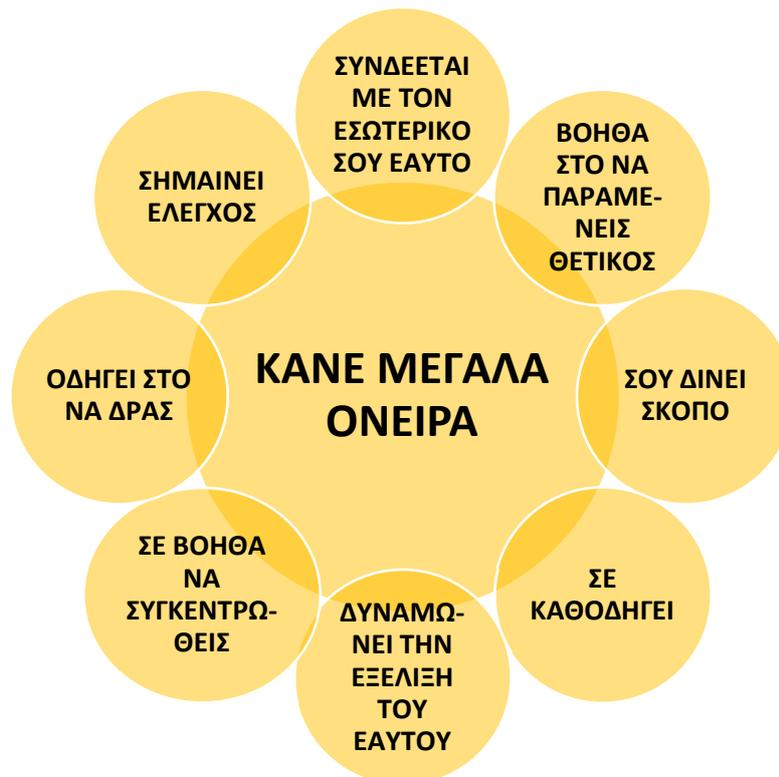 ΣΥΝΔΕΕΤΑΙ
ΜΕ ΤΟΝ
ΕΣΩΤΕΡΙΚΟ
ΣΟΥ ΕΑΥΤΟ
ΒΟΗΘΑ
ΣΤΟ ΝΑ
ΠΑΡΑΜΕ-
ΝΕΙΣ
ΘΕΤΙΚΟΣ
ΣΟΥ ΔΙΝΕΙ
ΣΚΟΠΟ
ΣΕ
ΚΑΘΟΔΗΓΕΙ
ΔΥΝΑΜΩ-
ΝΕΙ ΤΗΝ
ΕΞΕΛΙΞΗ
ΤΟΥ
ΕΑΥΤΟΥ
ΣΕ ΒΟΗΘΑ
ΝΑ
ΣΥΓΚΕΝΤΡΩ-
ΘΕΙΣ
ΟΔΗΓΕΙ ΣΤΟ
ΝΑ ΔΡΑΣ
ΣΗΜΑΙΝΕΙ
ΕΛΕΓΧΟΣ
ΚΑΝΕ ΜΕΓΑΛΑ
ΟΝΕΙΡΑ